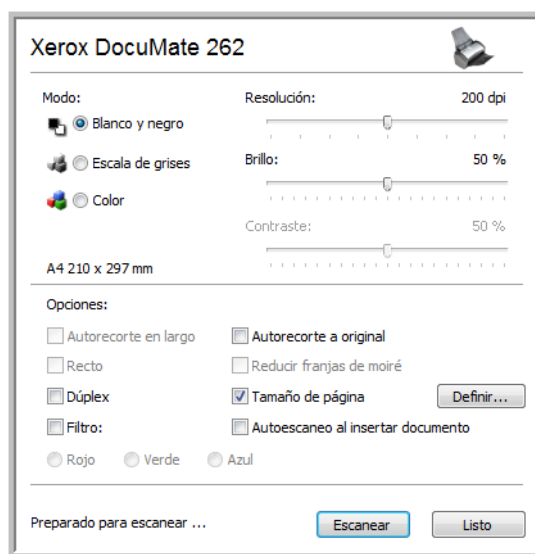 Xerox DocuMate 262
Modo:
Blanco y negro
Escala de grises
Color
A4 210 x 297 mm
Resolución: 200 dpi
Brillo: 50 %
Contraste: 50 %
Opciones:
Autorecorte en largo Autorecorte a original
Recto Reducir franjas de moiré
Dúplex Tamaño de página Definir...
Filtro: Autoescaneo al insertar documento
Rojo Verde Azul
Preparado para escanear ... Escanear Listo